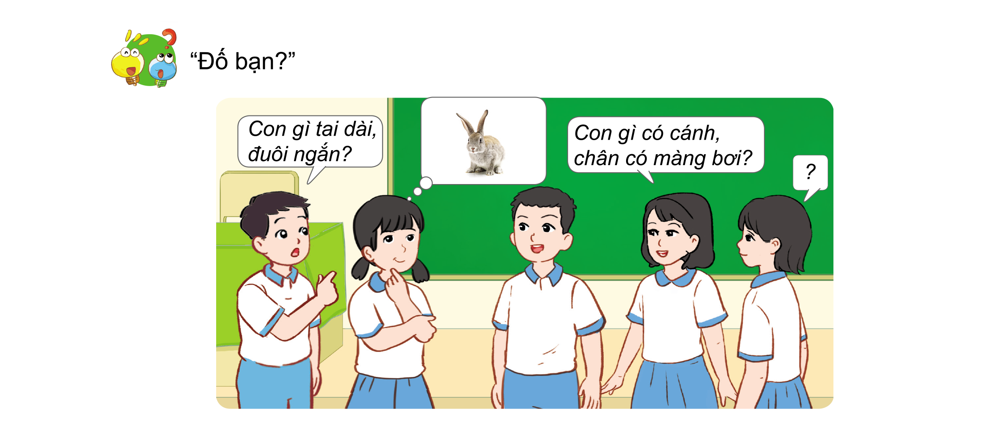 “Đố bạn?”
Con gì tai dài,
đuôi ngắn?
Con gì có cánh,
chân có màng bơi?
?